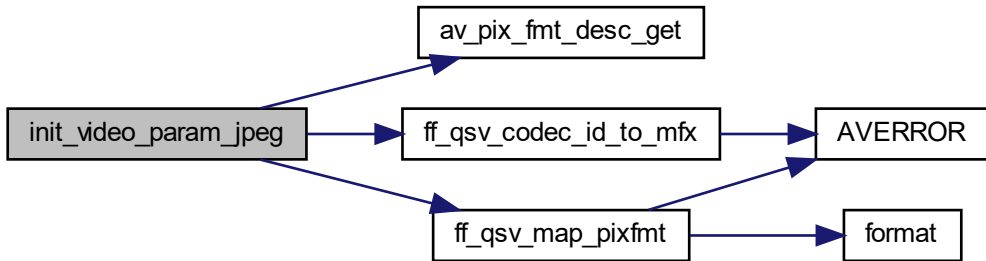 av_pix_fmt_desc_get
init_video_param_jpeg
ff_qsv_codec_id_to_mfx
AVERROR
ff_qsv_map_pixfmt
format